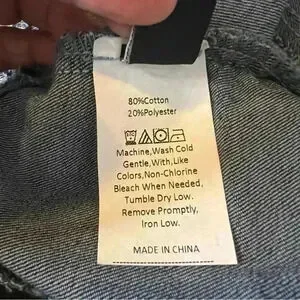 80%Cotton
20%Polyester
Machine,Wash Cold
Gentle,With,Like
Colors,Non-Chlorine
Bleach When Needed,
Tumble Dry Low.
Remove Promptly,
Iron Low.
MADE IN CHINA